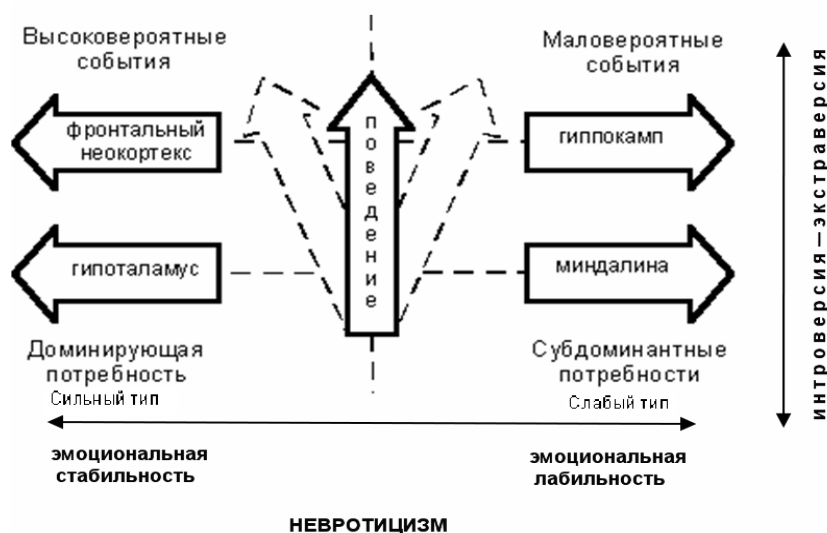 Высоковероятные
события
Маловероятные
события
фронтальный
неокортекс
поведение
гиппокамп
гипоталамус
миндалина
Доминирующая
потребность
Сильный тип
Субдоминантные
потребности
Слабый тип
эмоциональная
стабильность
эмоциональная
лабильность
НЕВРОТИЦИЗМ
интроверсия—экстраверсия